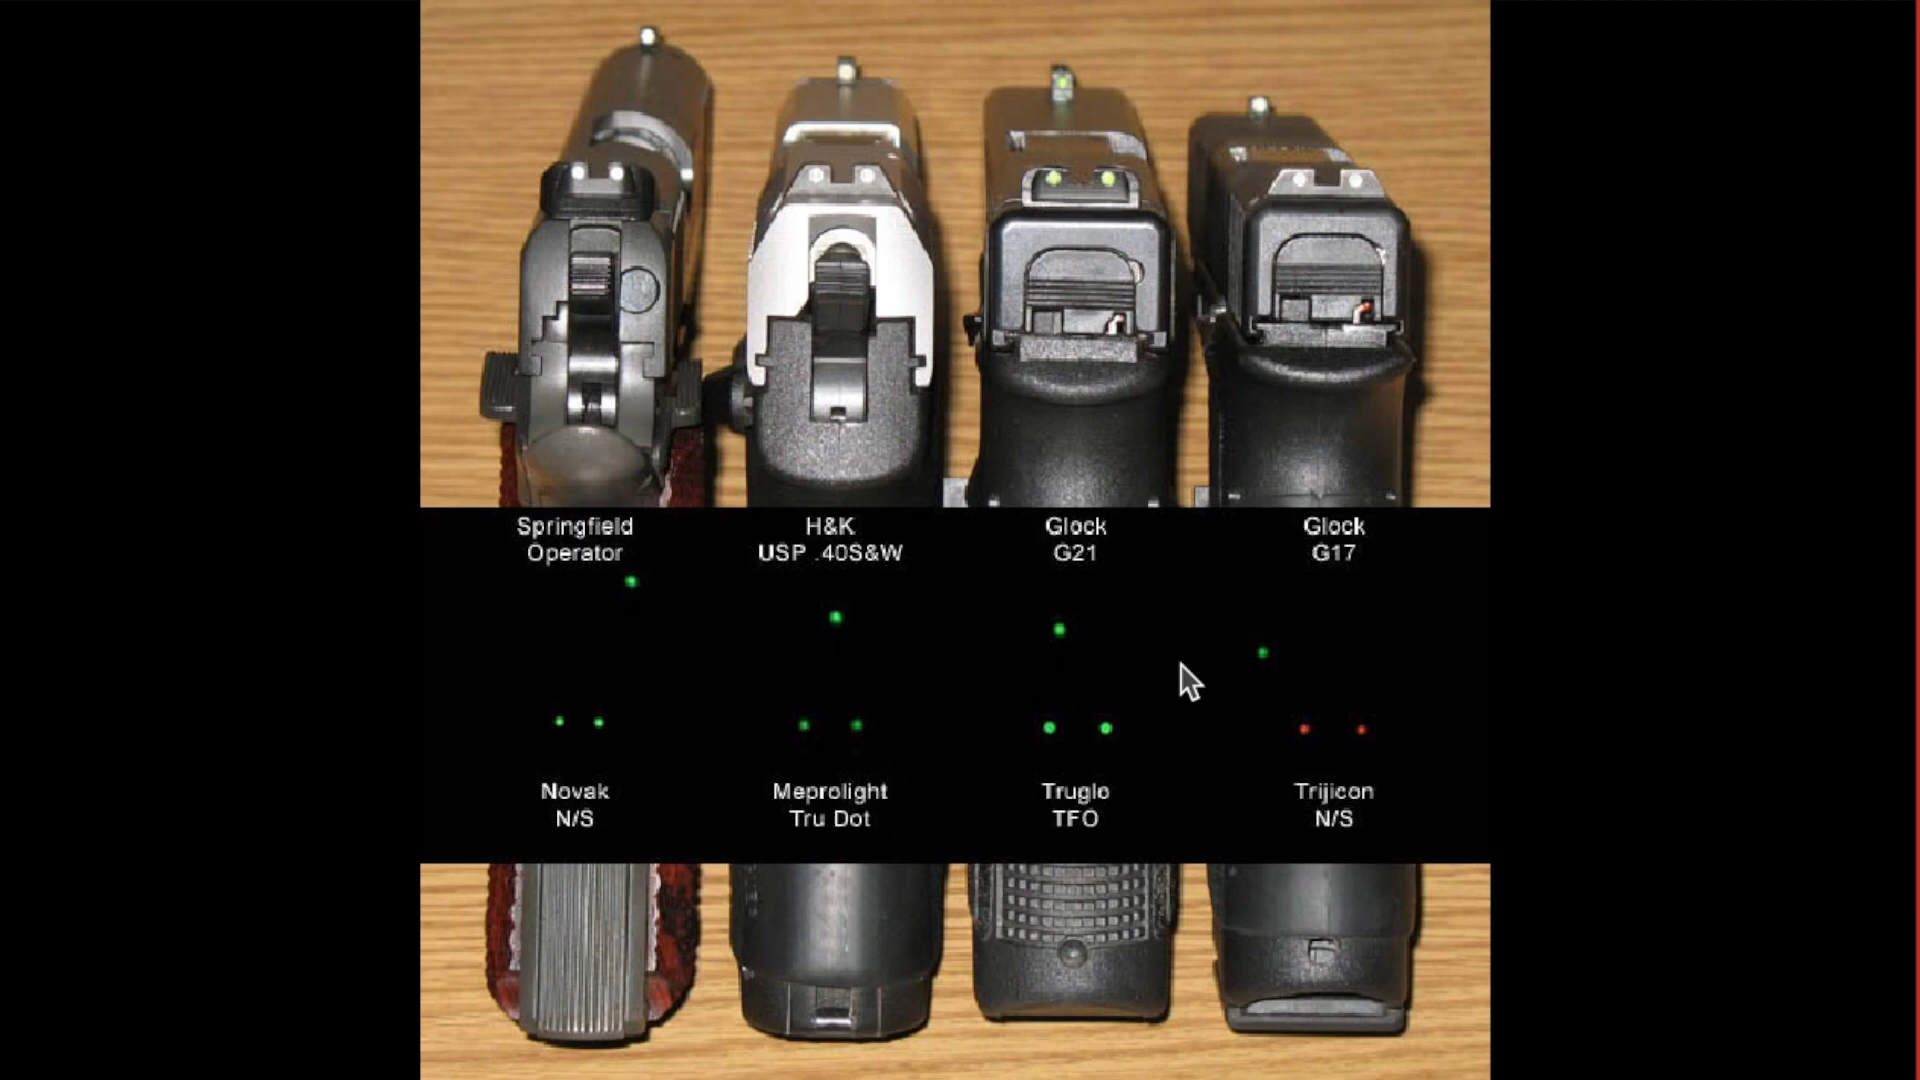 Springfield
Operator
H&K
USP .40S&W
Glock
G21
Glock
G17
Novak
N/S
Meprolight
Tru Dot
Truglo
TFO
Trijicon
N/S